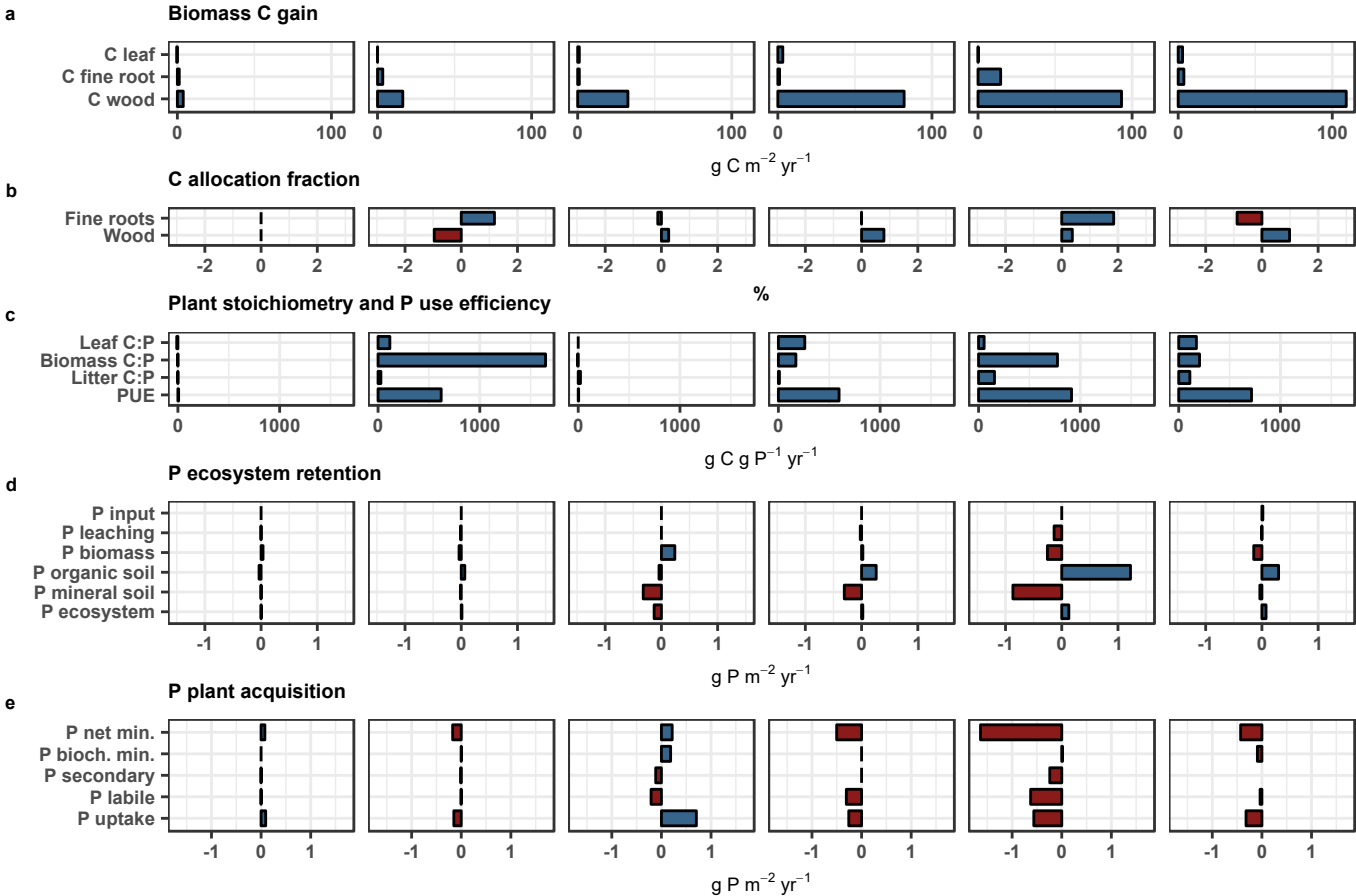 a
Biomass C gain
C leaf
C fine root
C wood
0 100 0 100 0 100 0 100 0 100 0 100
g C m⁻² yr⁻¹
b
C allocation fraction
Fine roots
Wood
-2 0 2 -2 0 2 -2 0 2 -2 0 2 -2 0 2 -2 0 2
%
c
Plant stoichiometry and P use efficiency
Leaf C:P
Biomass C:P
Litter C:P
PUE
0 1000 0 1000 0 1000 0 1000 0 1000 0 1000
g C g P⁻¹ yr⁻¹
d
P ecosystem retention
P input
P leaching
P biomass
P organic soil
P mineral soil
P ecosystem
-1 0 1 -1 0 1 -1 0 1 -1 0 1 -1 0 1 -1 0 1
g P m⁻² yr⁻¹
e
P plant acquisition
P net min.
P bioch. min.
P secondary
P labile
P uptake
-1 0 1 -1 0 1 -1 0 1 -1 0 1 -1 0 1 -1 0 1
g P m⁻² yr⁻¹